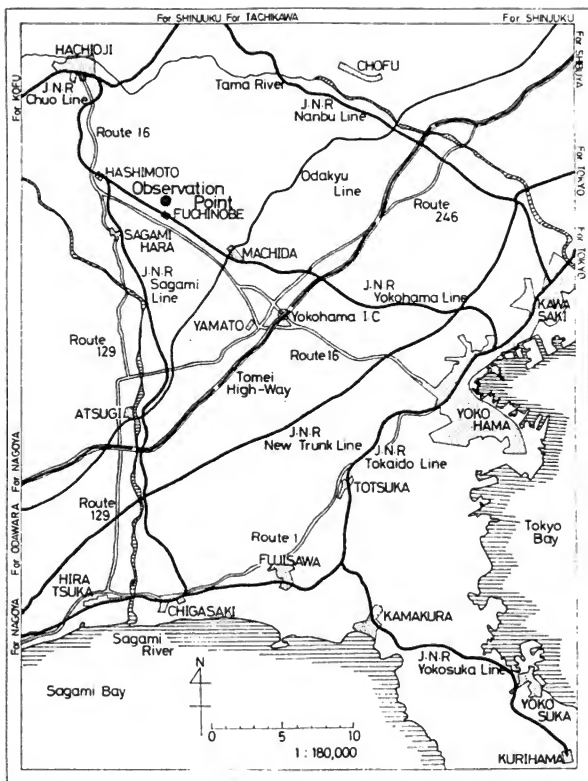 For SHINJUKU For TACHIKAWA
For SHINJUKU
HACHIOJI
CHOFU
For SHIBUYA
For KOFU
J.N.R
Chuo Line
Tama River
J.N.R
Nanbu Line
Route 16
HASHIMOTO
Observation
Point
FUCHINOBE
Odakyu
Line
Route
246
For TOKYO
SAGAMI
HARA
MACHIDA
For TOKYO
J.N.R
Sagami
Line
J.N.R
Yokohama Line
KAWA
SAKI
YAMATO
Yokohama I C
Route
129
Route16
Tomei
High-Way
ATSUGI
YOKO
HAMA
J.N.R
New Trunk Line
J.N.R
Tokaido Line
For NAGOYA
TOTSUKA
Route
129
Tokyo
Bay
For ODAWARA
Route 1
FUJISAWA
HIRA
TSUKA
CHIGASAKI
KAMAKURA
For NAGOYA
Sagami
River
N
J.N.R
Yokosuka Line
Sagami Bay
YOKO
SUKA
0 5 10
1 : 180,000
KURIHAMA